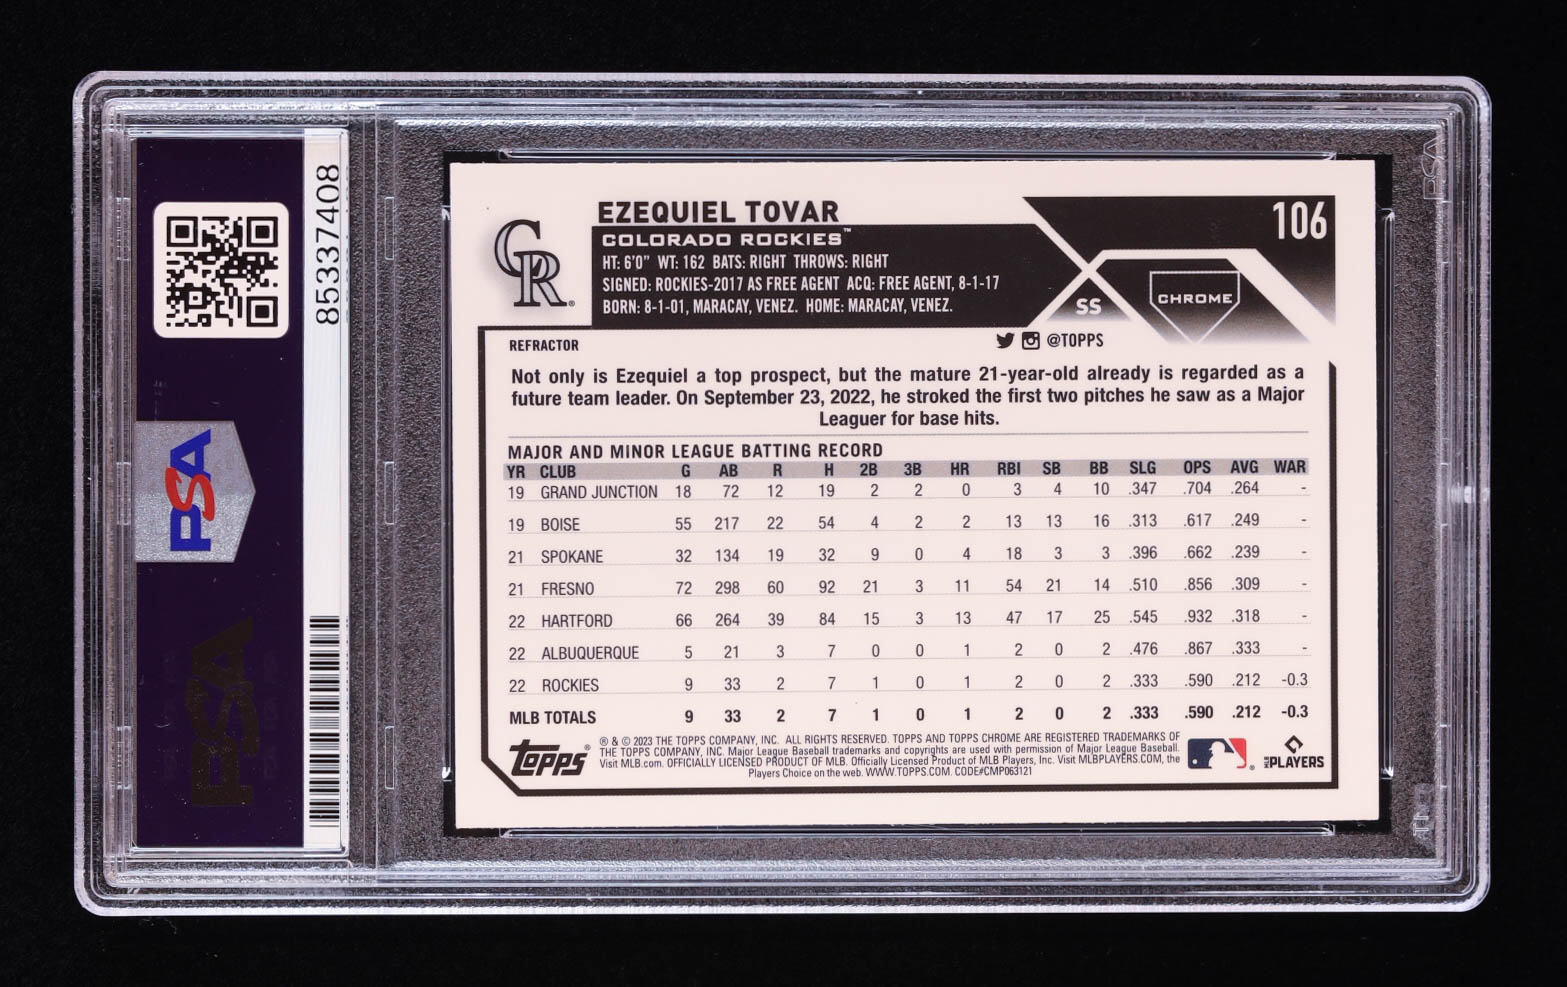 85337408
PSA
PSA
EZEQUIEL TOVAR
106
COLORADO ROCKIES™
HT: 6'0" WT: 162 BATS: RIGHT THROWS: RIGHT
SIGNED: ROCKIES-2017 AS FREE AGENT ACQ: FREE AGENT, 8-1-17
BORN: 8-1-01, MARACAY, VENEZ. HOME: MARACAY, VENEZ.
CR®
SS
CHROME
REFRACTOR
@TOPPS
Not only is Ezequiel a top prospect, but the mature 21-year-old already is regarded as a
future team leader. On September 23, 2022, he stroked the first two pitches he saw as a Major
Leaguer for base hits.
MAJOR AND MINOR LEAGUE BATTING RECORD
YR CLUB G AB R H 2B 3B HR RBI SB BB SLG OPS AVG WAR
19 GRAND JUNCTION 18 72 12 19 2 2 0 3 4 10 .347 .704 .264 -
19 BOISE 55 217 22 54 4 2 2 13 13 16 .313 .617 .249 -
21 SPOKANE 32 134 19 32 9 0 4 18 3 3 .396 .662 .239 -
21 FRESNO 72 298 60 92 21 3 11 54 21 14 .510 .856 .309 -
22 HARTFORD 66 264 39 84 15 3 13 47 17 25 .545 .932 .318 -
22 ALBUQUERQUE 5 21 3 7 0 0 1 2 0 2 .476 .867 .333 -
22 ROCKIES 9 33 2 7 1 0 1 2 0 2 .333 .590 .212 -0.3
MLB TOTALS 9 33 2 7 1 0 1 2 0 2 .333 .590 .212 -0.3
Topps®
® & © 2023 THE TOPPS COMPANY, INC. ALL RIGHTS RESERVED. TOPPS AND TOPPS CHROME ARE REGISTERED TRADEMARKS OF
THE TOPPS COMPANY, INC. Major League Baseball trademarks and copyrights are used with permission of Major League Baseball.
Visit MLB.com. OFFICIALLY LICENSED PRODUCT OF MLB. Officially Licensed Product of MLB Players, Inc. Visit MLBPLAYERS.COM, the
Players Choice on the web. WWW.TOPPS.COM. CODE#CMP063121
MLB PLAYERS
PSA